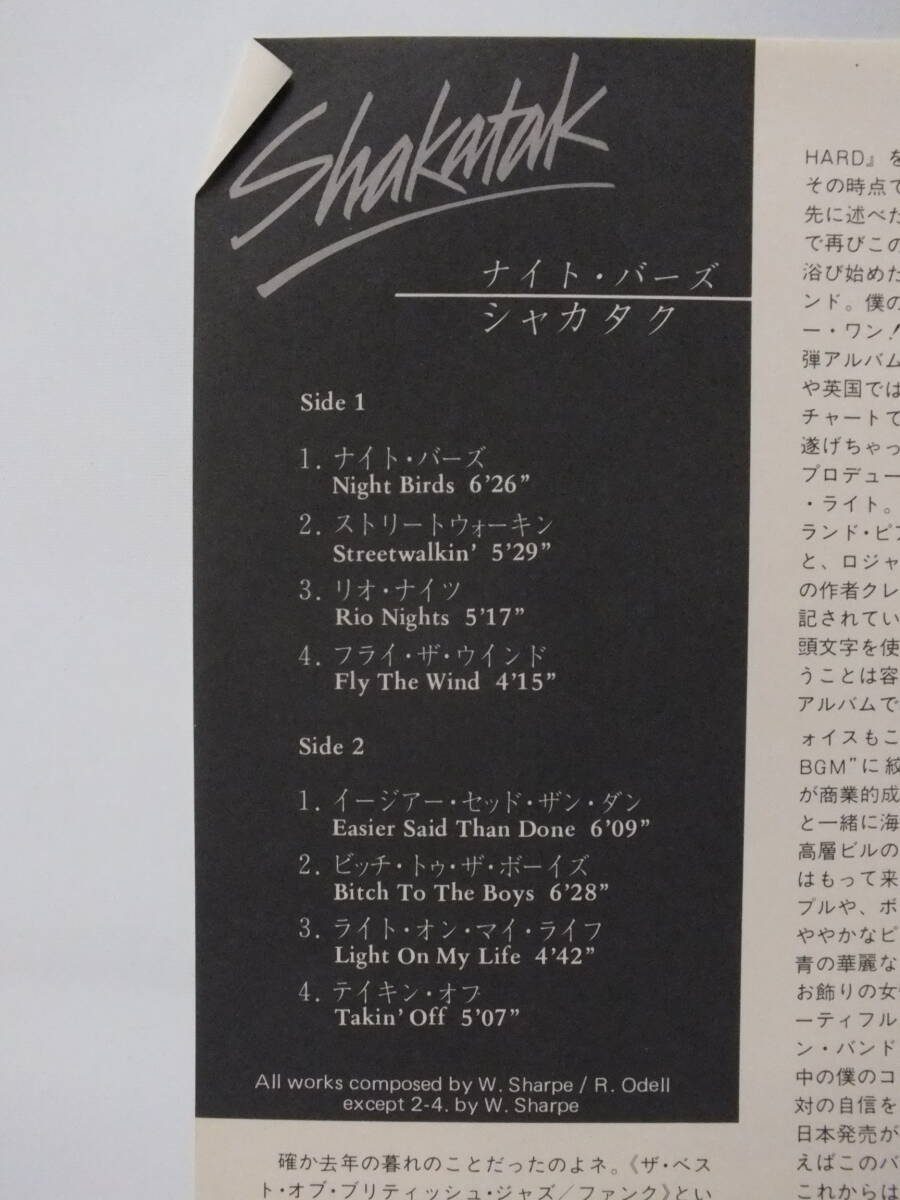 Shakatak
ナイト・バーズ
シャカタク
Side 1
1. ナイト・バーズ
Night Birds 6’26”
2. ストリートウォーキン
Streetwalkin’ 5’29”
3. リオ・ナイツ
Rio Nights 5’17”
4. フライ・ザ・ウインド
Fly The Wind 4’15”
Side 2
1. イージアー・セッド・ザン・ダン
Easier Said Than Done 6’09”
2. ビッチ・トゥ・ザ・ボーイズ
Bitch To The Boys 6’28”
3. ライト・オン・マイ・ライフ
Light On My Life 4’42”
4. テイキン・オフ
Takin’ Off 5’07”
All works composed by W. Sharpe / R. Odell
except 2-4. by W. Sharpe
確か去年の暮れのことだったのよネ。《ザ・ベス
ト・オブ・ブリティッシュ・ジャズ/ファンク》とい
HARD』を
その時点で
先に述べた
で再びこの
浴び始めた
ンド。僕の
ー・ワン!
弾アルバム
や英国では
チャートで
遂げちゃっ
プロデュー
・ライト。
ランド・ピア
と、ロジャ
の作者クレ
記されてい
頭文字を使
うことは容
アルバムで
ォイスもこ
BGM”に絞
が商業的成
と一緒に海
高層ビルの
はもって来
プルや、ボ
ややかなピ
青の華麗な
お飾りの女
ーティフル
ン・バンド
中の僕のコ
対の自信を
日本発売が
えばこのバ
これからは